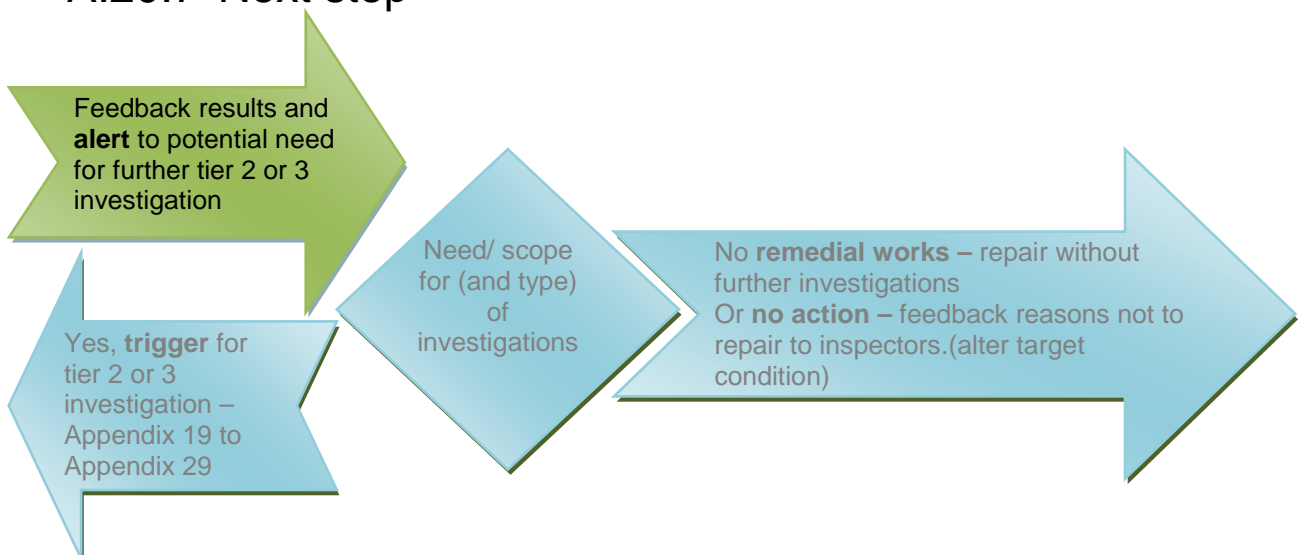 Next step
Feedback results and
alert to potential need
for further tier 2 or 3
investigation
Need/ scope
for (and type)
of
investigations
No remedial works – repair without
further investigations
Or no action – feedback reasons not to
repair to inspectors.(alter target
condition)
Yes, trigger for
tier 2 or 3
investigation –
Appendix 19 to
Appendix 29